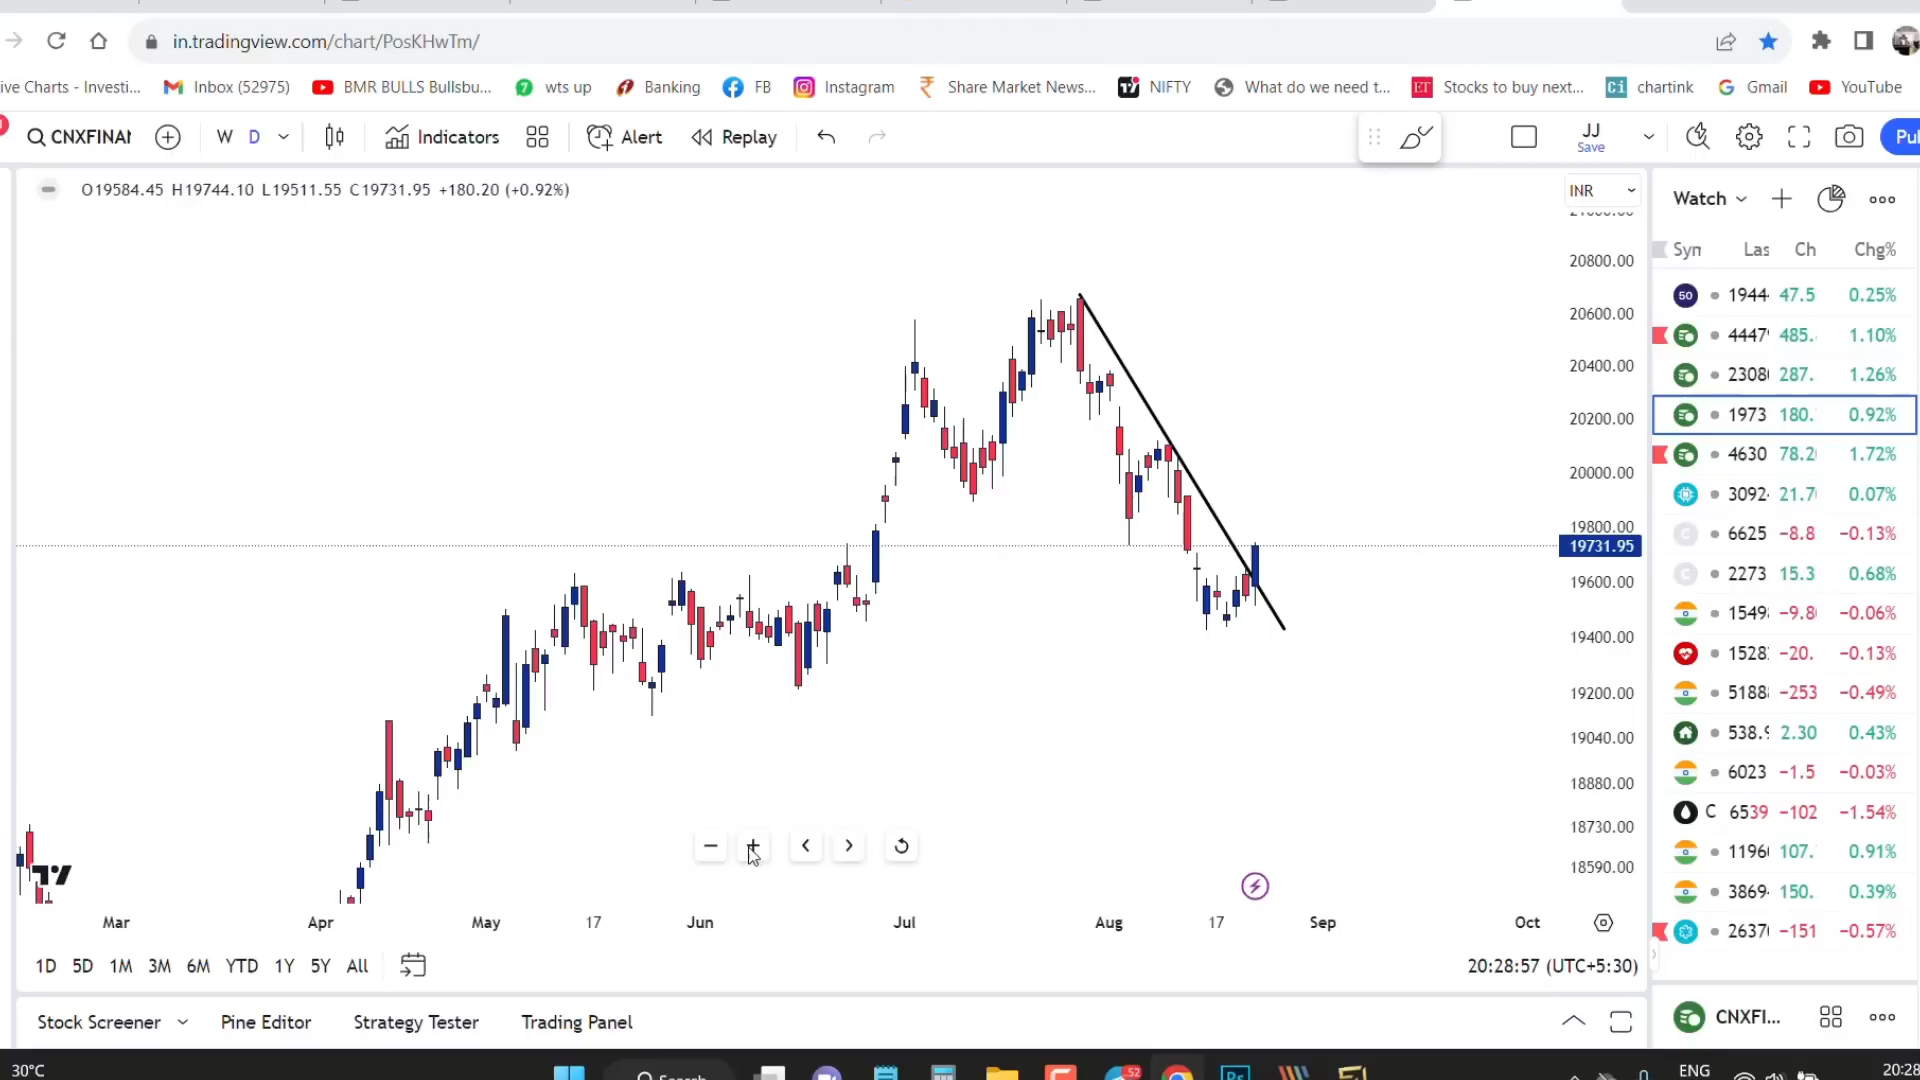 in.tradingview.com/chart/PosKHwTm/
ive Charts - Investi... Inbox (52975) BMR BULLS Bullsbu... wts up Banking FB Instagram Share Market News... NIFTY What do we need t... Stocks to buy next... chartink Gmail YouTube
CNXFINAN W D Indicators Alert Replay JJ Save Pul
O19584.45 H19744.10 L19511.55 C19731.95 +180.20 (+0.92%) INR
Watch
Las Ch Chg%
20800.00
20600.00
20400.00
20200.00
20000.00
19800.00
19731.95
19600.00
19400.00
19200.00
19040.00
18880.00
18730.00
18590.00
50 1944 47.5 0.25%
4447 485. 1.10%
2308 287. 1.26%
1973 180. 0.92%
4630 78.2 1.72%
3092 21.7 0.07%
C 6625 -8.8 -0.13%
C 2273 15.3 0.68%
1549 -9.8 -0.06%
1528 -20. -0.13%
5188 -253 -0.49%
538.9 2.30 0.43%
6023 -1.5 -0.03%
C 6539 -102 -1.54%
1196 107. 0.91%
3869 150. 0.39%
2637 -151 -0.57%
Mar Apr May 17 Jun Jul Aug 17 Sep Oct
1D 5D 1M 3M 6M YTD 1Y 5Y All 20:28:57 (UTC+5:30)
Stock Screener Pine Editor Strategy Tester Trading Panel CNXFI...
30°C Search 52 Ps ENG 20:28